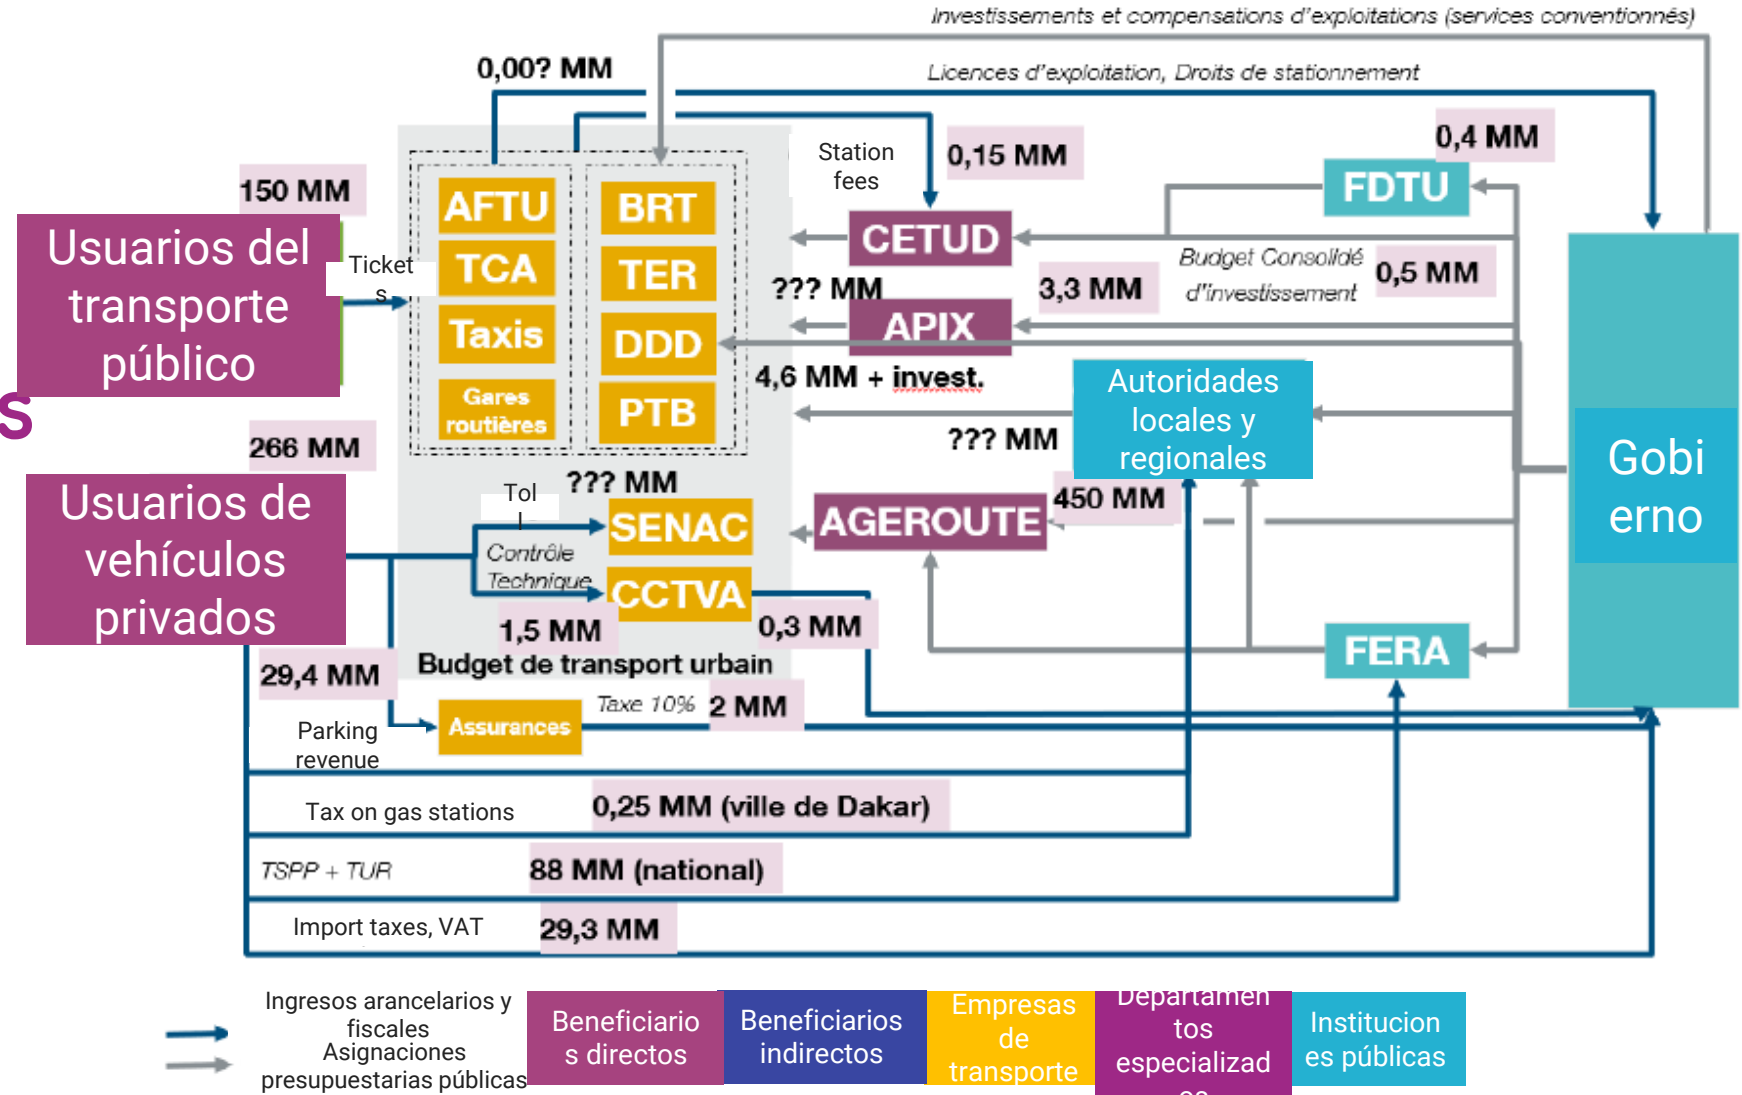 Investissements et compensations d'exploitations (services conventionnés)
0,00? MM
Licences d'exploitation, Droits de stationnement
0,4 MM
Station
fees
0,15 MM
150 MM
AFTU
BRT
FDTU
Usuarios del
transporte
público
Ticket
s
TCA
TER
CETUD
Budget Consolidé
d'investissement
0,5 MM
??? MM
3,3 MM
Taxis
DDD
APIX
s
Gares
routières
PTB
4,6 MM + invest.
Autoridades
locales y
regionales
??? MM
Gobi
erno
266 MM
Usuarios de
vehículos
privados
Tol
l
??? MM
SENAC
AGEROUTE
450 MM
Contrôle
Technique
CCTVA
1,5 MM
0,3 MM
FERA
Budget de transport urbain
29,4 MM
Taxe 10%
2 MM
Assurances
Parking
revenue
Tax on gas stations
0,25 MM (ville de Dakar)
TSPP + TUR
88 MM (national)
Import taxes, VAT
29,3 MM
Ingresos arancelarios y
fiscales
Asignaciones
presupuestarias públicas
Beneficiario
s directos
Beneficiarios
indirectos
Empresas
de
transporte
Departamen
tos
especializad
os
Institucion
es públicas